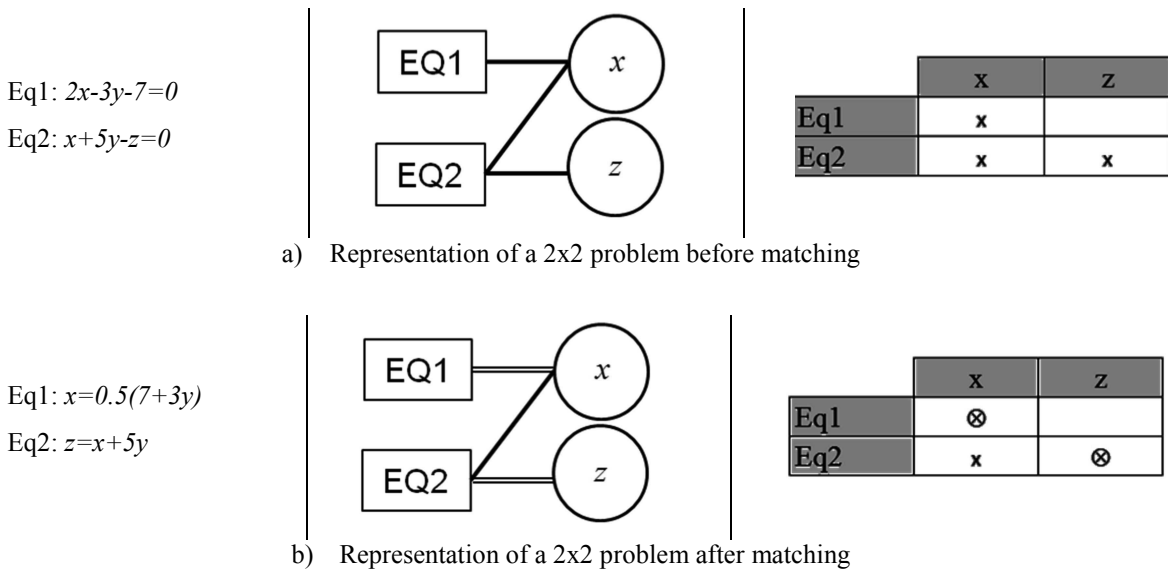 Eq1: 2x-3y-7=0
Eq2: x+5y-z=0
EQ1
x
EQ2
z
x z
Eq1 x
Eq2 x x
a) Representation of a 2x2 problem before matching
Eq1: x=0.5(7+3y)
Eq2: z=x+5y
EQ1
x
EQ2
z
x z
Eq1 ⊗
Eq2 x ⊗
b) Representation of a 2x2 problem after matching